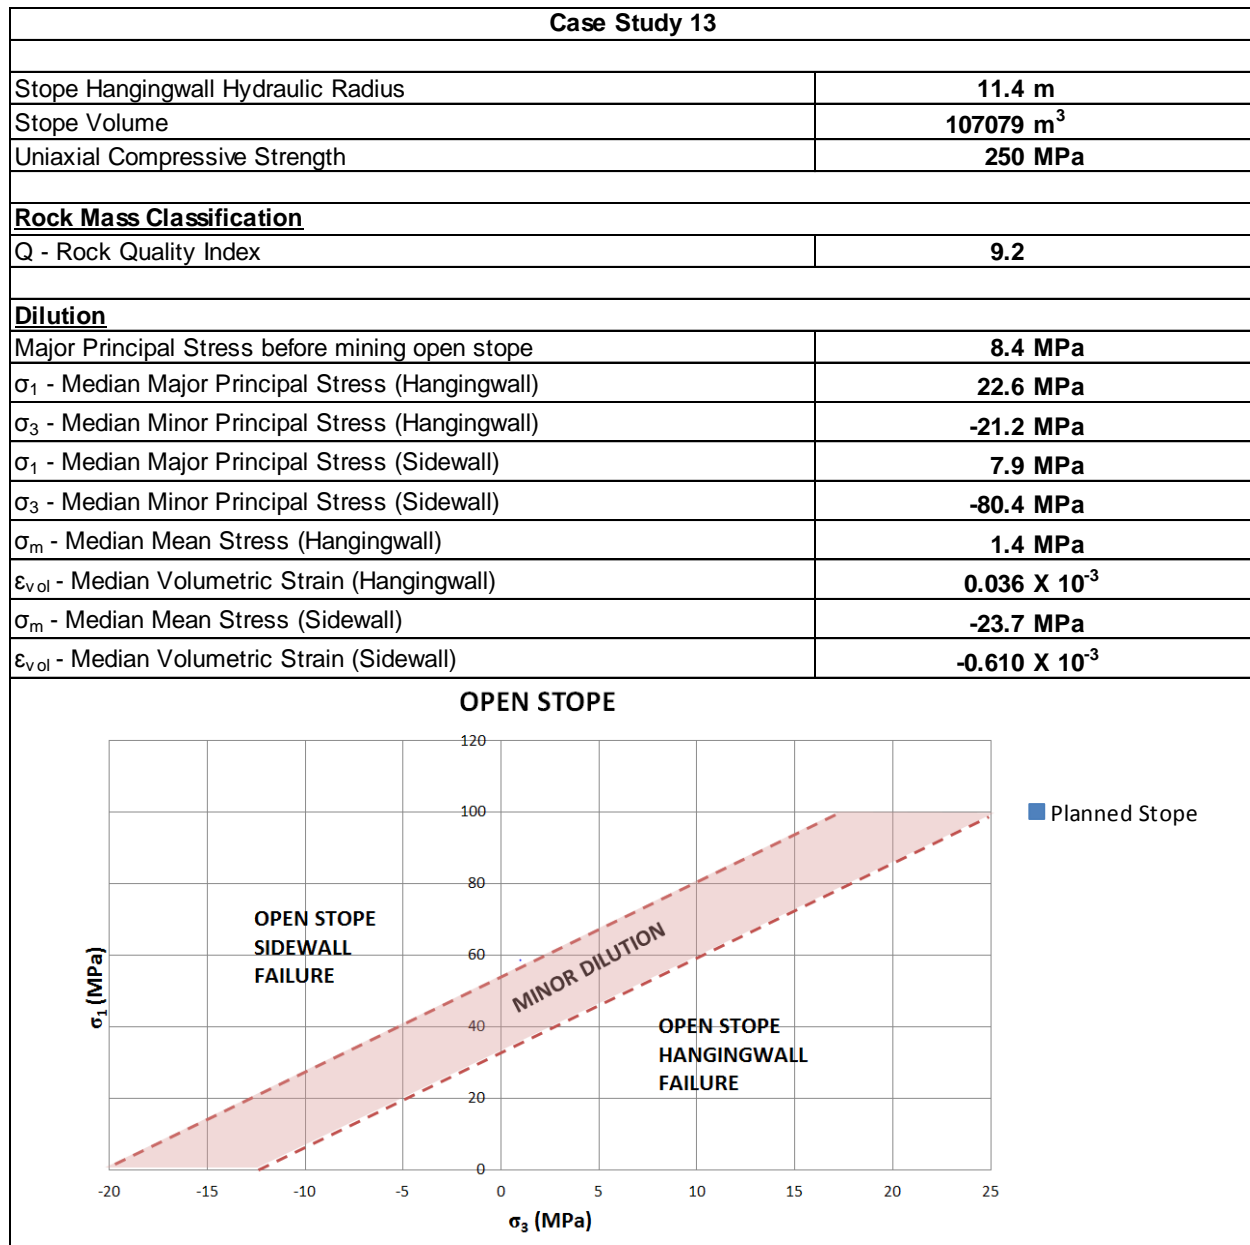 Case Study 13
Stope Hangingwall Hydraulic Radius 11.4 m
Stope Volume 107079 m³
Uniaxial Compressive Strength 250 MPa
Rock Mass Classification
Q - Rock Quality Index 9.2
Dilution
Major Principal Stress before mining open stope 8.4 MPa
σ₁ - Median Major Principal Stress (Hangingwall) 22.6 MPa
σ₃ - Median Minor Principal Stress (Hangingwall) -21.2 MPa
σ₁ - Median Major Principal Stress (Sidewall) 7.9 MPa
σ₃ - Median Minor Principal Stress (Sidewall) -80.4 MPa
σm - Median Mean Stress (Hangingwall) 1.4 MPa
εvol - Median Volumetric Strain (Hangingwall) 0.036 X 10⁻³
σm - Median Mean Stress (Sidewall) -23.7 MPa
εvol - Median Volumetric Strain (Sidewall) -0.610 X 10⁻³
OPEN STOPE
120
100
80
60
40
20
0
σ₁ (MPa)
OPEN STOPE
SIDEWALL
FAILURE
MINOR DILUTION
OPEN STOPE
HANGINGWALL
FAILURE
Planned Stope
-20 -15 -10 -5 0 5 10 15 20 25
σ₃ (MPa)